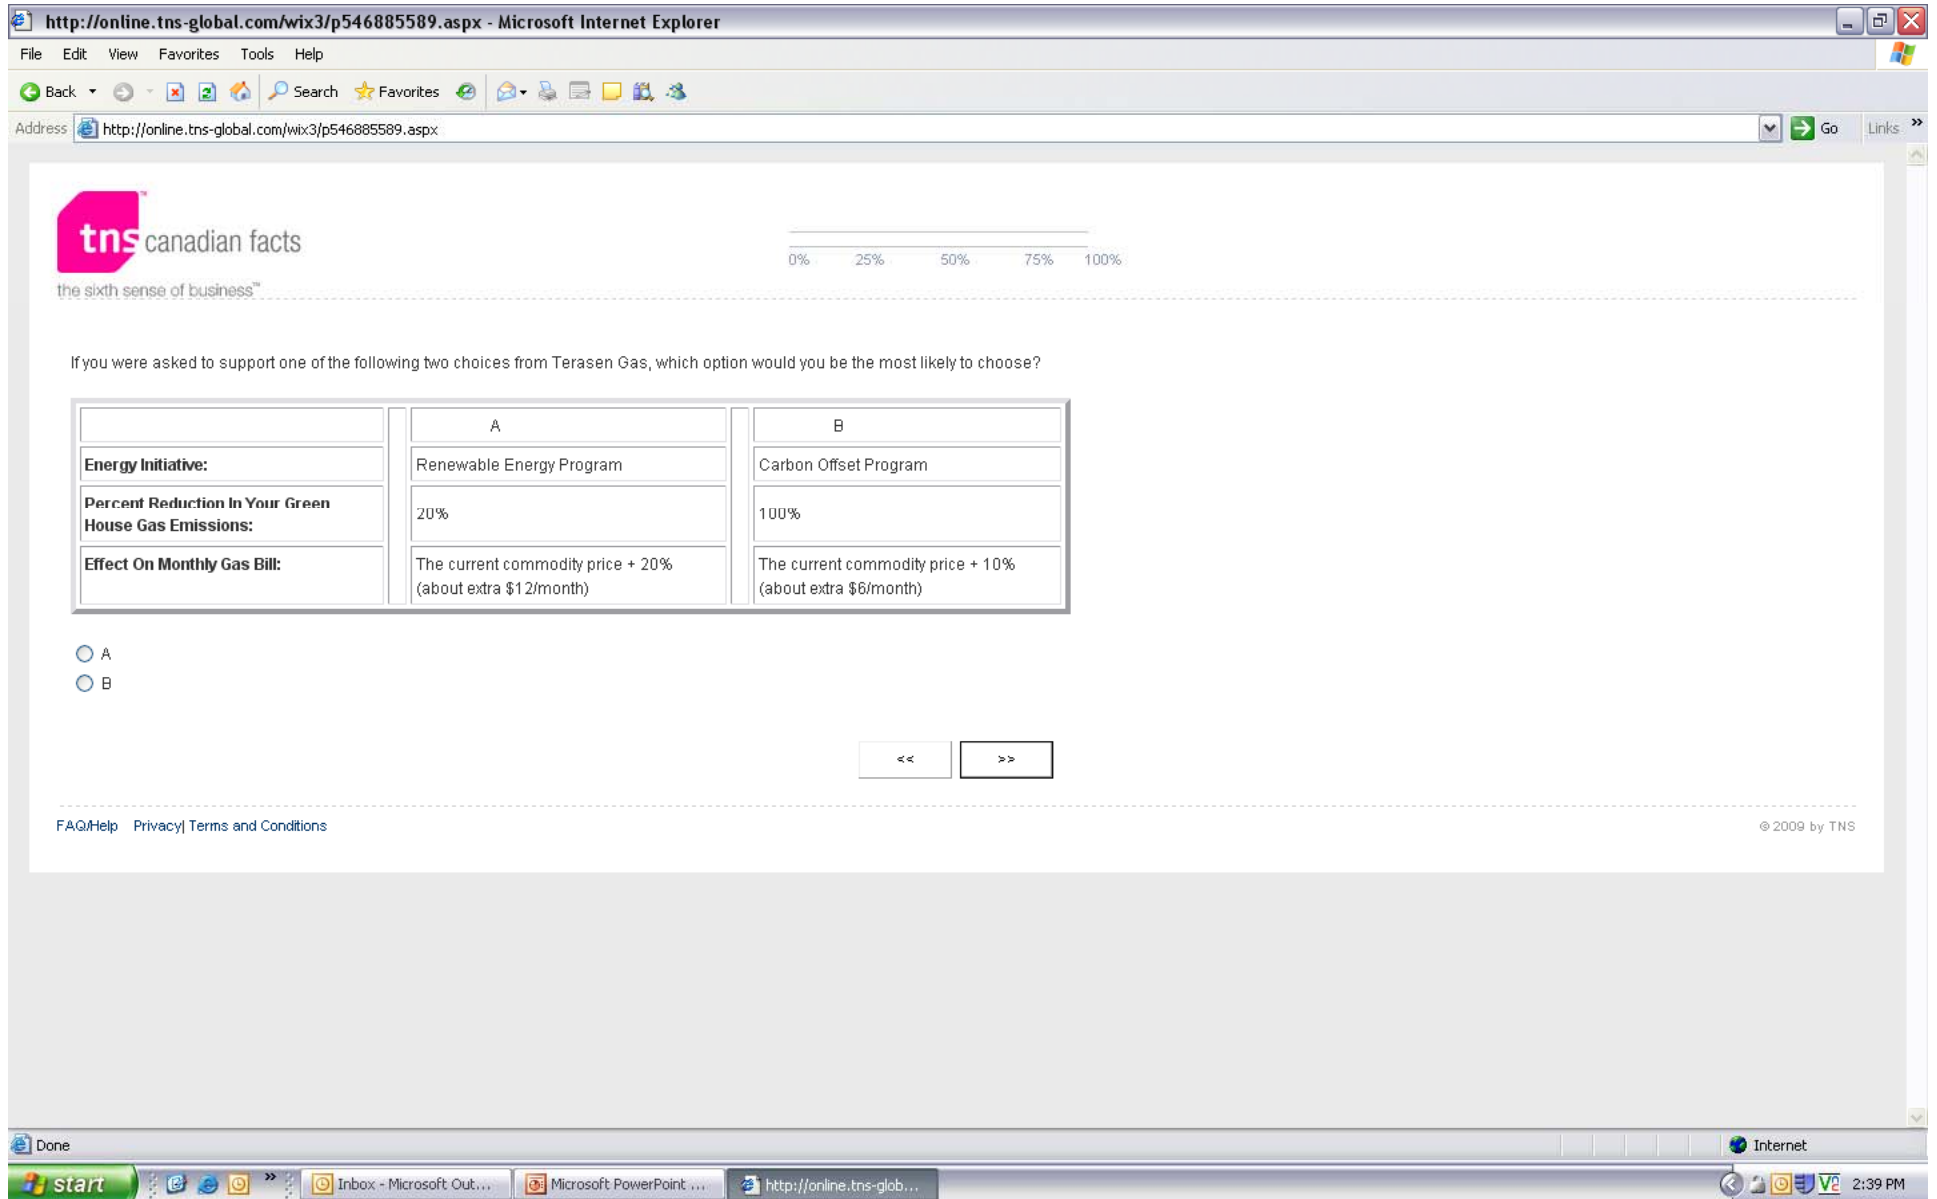 http://online.tns-global.com/wix3/p546885589.aspx - Microsoft Internet Explorer
File Edit View Favorites Tools Help
Back Search Favorites
Address http://online.tns-global.com/wix3/p546885589.aspx Go Links »
tns canadian facts ™
the sixth sense of business™
0% 25% 50% 75% 100%
If you were asked to support one of the following two choices from Terasen Gas, which option would you be the most likely to choose?
A B
Energy Initiative: Renewable Energy Program Carbon Offset Program
Percent Reduction In Your Green
House Gas Emissions: 20% 100%
Effect On Monthly Gas Bill: The current commodity price + 20% The current commodity price + 10%
(about extra $12/month) (about extra $6/month)
A
B
<< >>
FAQ/Help Privacy| Terms and Conditions © 2009 by TNS
Done Internet
start » Inbox - Microsoft Out... Microsoft PowerPoint ... http://online.tns-glob... 2:39 PM